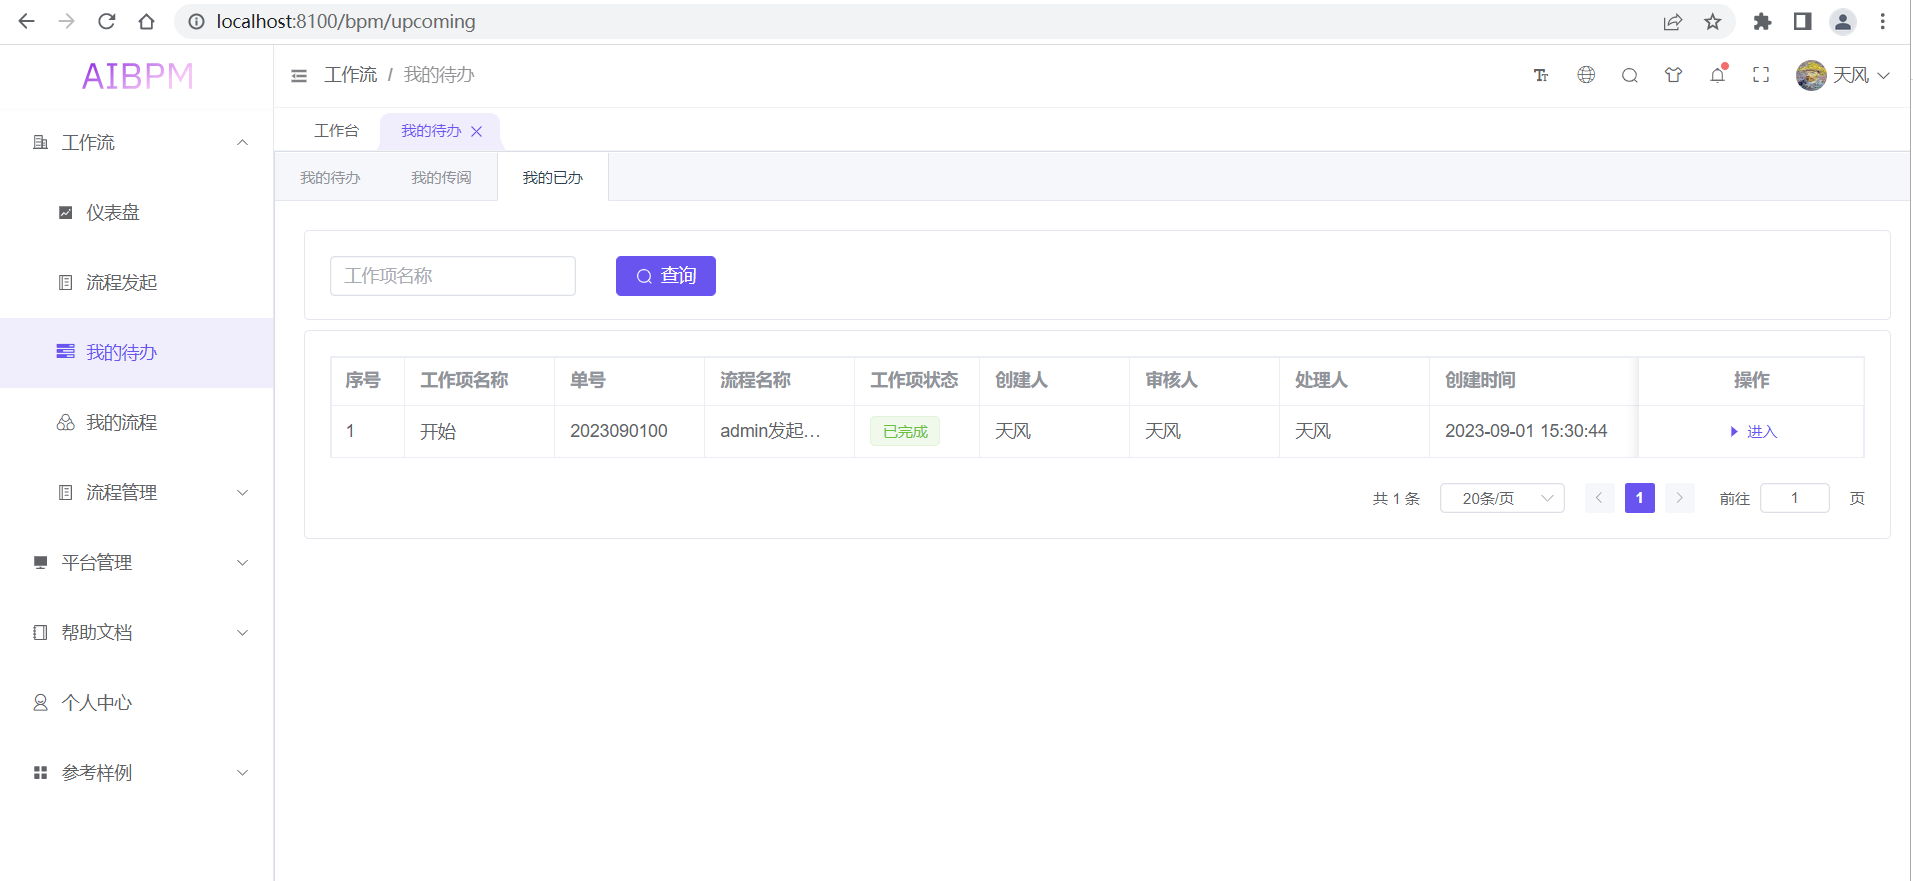 localhost:8100/bpm/upcoming
AIBPM
工作流 / 我的待办
天风
工作台
我的待办
我的待办
我的传阅
我的已办
工作流
仪表盘
流程发起
我的待办
我的流程
流程管理
平台管理
帮助文档
个人中心
参考样例
工作项名称
查询
序号 工作项名称 单号 流程名称 工作项状态 创建人 审核人 处理人 创建时间 操作
1 开始 2023090100 admin发起... 已完成 天风 天风 天风 2023-09-01 15:30:44 进入
共 1 条 20条/页 1 前往 1 页